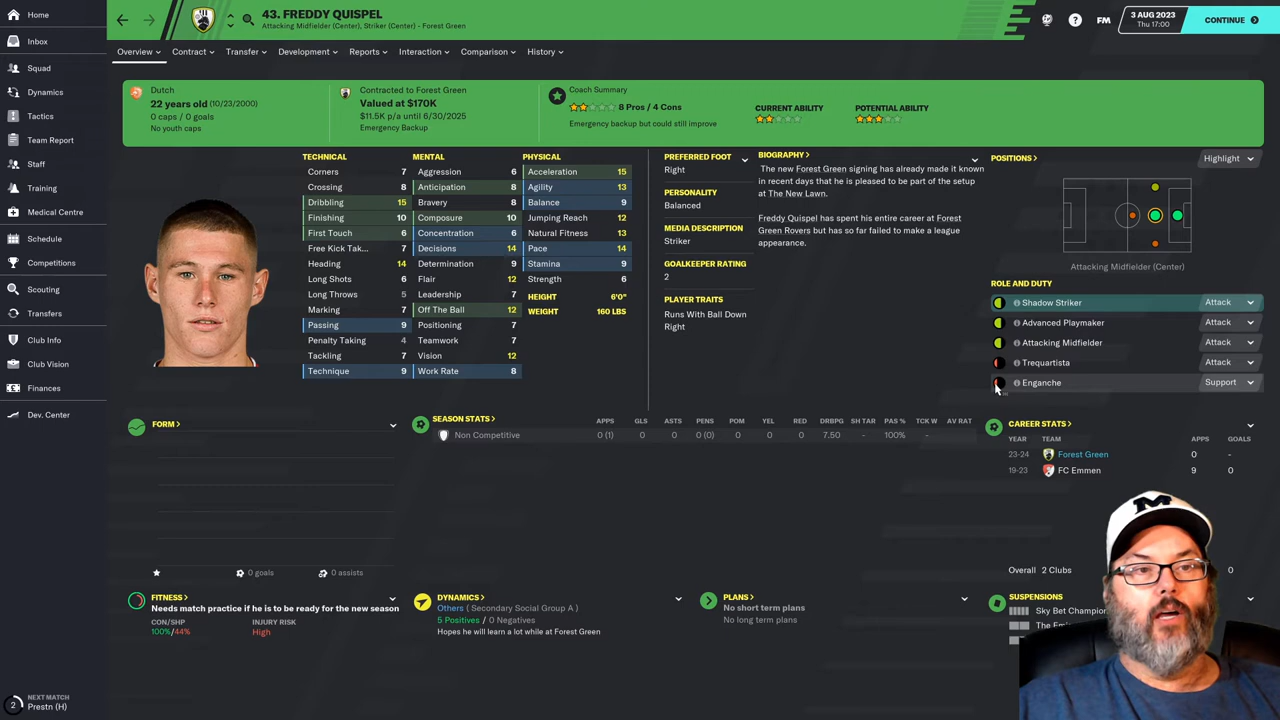 Home
Inbox
Squad
Dynamics
Tactics
Team Report
Staff
Training
Medical Centre
Schedule
Competitions
Scouting
Transfers
Club Info
Club Vision
Finances
Dev. Center
2
NEXT MATCH
Prestn (H)
43. FREDDY QUISPEL
Attacking Midfielder (Center), Striker (Center) - Forest Green
FM
3 AUG 2023
Thu 17:00
CONTINUE
Overview
Contract
Transfer
Development
Reports
Interaction
Comparison
History
Dutch
22 years old (10/23/2000)
0 caps / 0 goals
No youth caps
Contracted to Forest Green
Valued at $170K
$11.5K p/a until 6/30/2025
Emergency Backup
Coach Summary
8 Pros / 4 Cons
Emergency backup but could still improve
CURRENT ABILITY
POTENTIAL ABILITY
TECHNICAL
Corners 7
Crossing 8
Dribbling 15
Finishing 10
First Touch 6
Free Kick Tak... 7
Heading 14
Long Shots 6
Long Throws 5
Marking 7
Passing 9
Penalty Taking 4
Tackling 7
Technique 9
MENTAL
Aggression 6
Anticipation 8
Bravery 8
Composure 10
Concentration 6
Decisions 14
Determination 9
Flair 12
Leadership 7
Off The Ball 12
Positioning 7
Teamwork 7
Vision 12
Work Rate 8
PHYSICAL
Acceleration 15
Agility 13
Balance 9
Jumping Reach 12
Natural Fitness 13
Pace 14
Stamina 9
Strength 6
HEIGHT 6'0"
WEIGHT 160 LBS
PREFERRED FOOT
Right
PERSONALITY
Balanced
MEDIA DESCRIPTION
Striker
GOALKEEPER RATING
2
PLAYER TRAITS
Runs With Ball Down
Right
BIOGRAPHY
The new Forest Green signing has already made it known
in recent days that he is pleased to be part of the setup
at The New Lawn.
Freddy Quispel has spent his entire career at Forest
Green Rovers but has so far failed to make a league
appearance.
POSITIONS
Highlight
Attacking Midfielder (Center)
ROLE AND DUTY
Shadow Striker Attack
Advanced Playmaker Attack
Attacking Midfielder Attack
Trequartista Attack
Enganche Support
FORM
0 goals 0 assists
SEASON STATS APPS GLS ASTS PENS POM YEL RED DRBPG SH TAR PAS % TCK W AV RAT
Non Competitive 0 (1) 0 0 0 (0) 0 0 0 7.50 - 100% - -
CAREER STATS
YEAR TEAM APPS GOALS
23-24 Forest Green 0 -
19-23 FC Emmen 9 0
Overall 2 Clubs 0
FITNESS
Needs match practice if he is to be ready for the new season
CON/SHP
100%/44%
INJURY RISK
High
DYNAMICS
Others ( Secondary Social Group A )
5 Positives / 0 Negatives
Hopes he will learn a lot while at Forest Green
PLANS
No short term plans
No long term plans
SUSPENSIONS
Sky Bet Champion
The Em
M